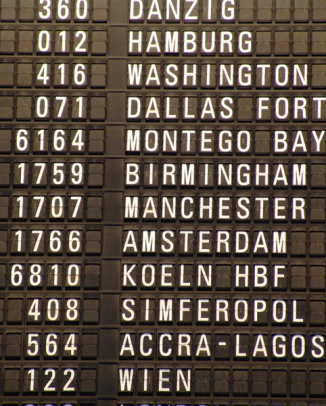 360 DANZIG
012 HAMBURG
416 WASHINGTON
071 DALLAS FORT
6164 MONTEGO BAY
1759 BIRMINGHAM
1707 MANCHESTER
1766 AMSTERDAM
6810 KOELN HBF
408 SIMFEROPOL
564 ACCRA-LAGOS
122 WIEN